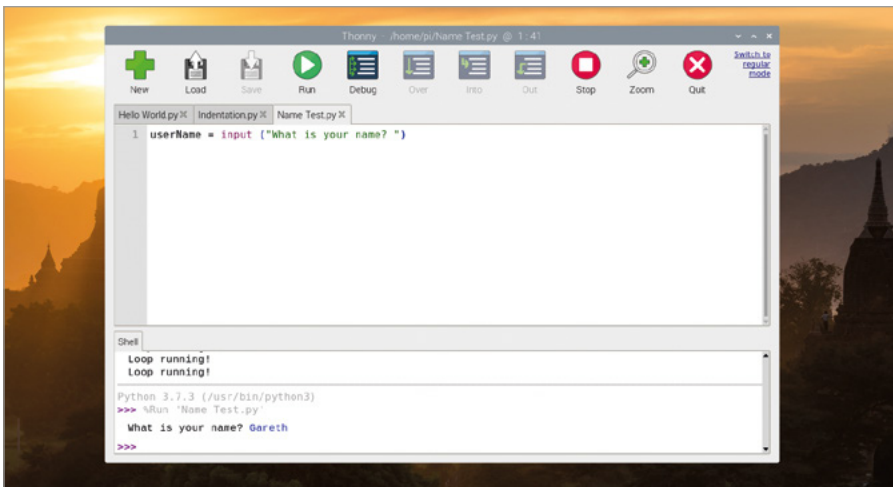 Thonny - /home/pi/Name Test.py @ 1:41
Switch to
regular
mode
New Load Save Run Debug Over Into Out Stop Zoom Quit
Hello World.py Indentation.py Name Test.py
1 userName = input ("What is your name? ")
Shell
Loop running!
Loop running!
Python 3.7.3 (/usr/bin/python3)
>>> %Run 'Name Test.py'
What is your name? Gareth
>>>